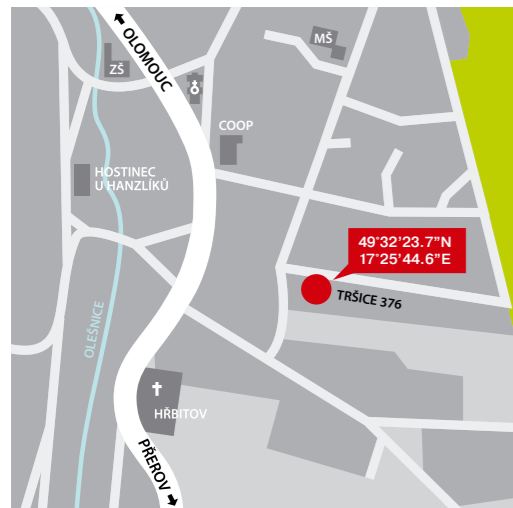 OLOMOUC
ZŠ
MŠ
COOP
HOSTINEC
U HANZLÍKŮ
49°32’23.7”N
17°25’44.6”E
TRŠICE 376
OLEŠNICE
HŘBITOV
PŘEROV